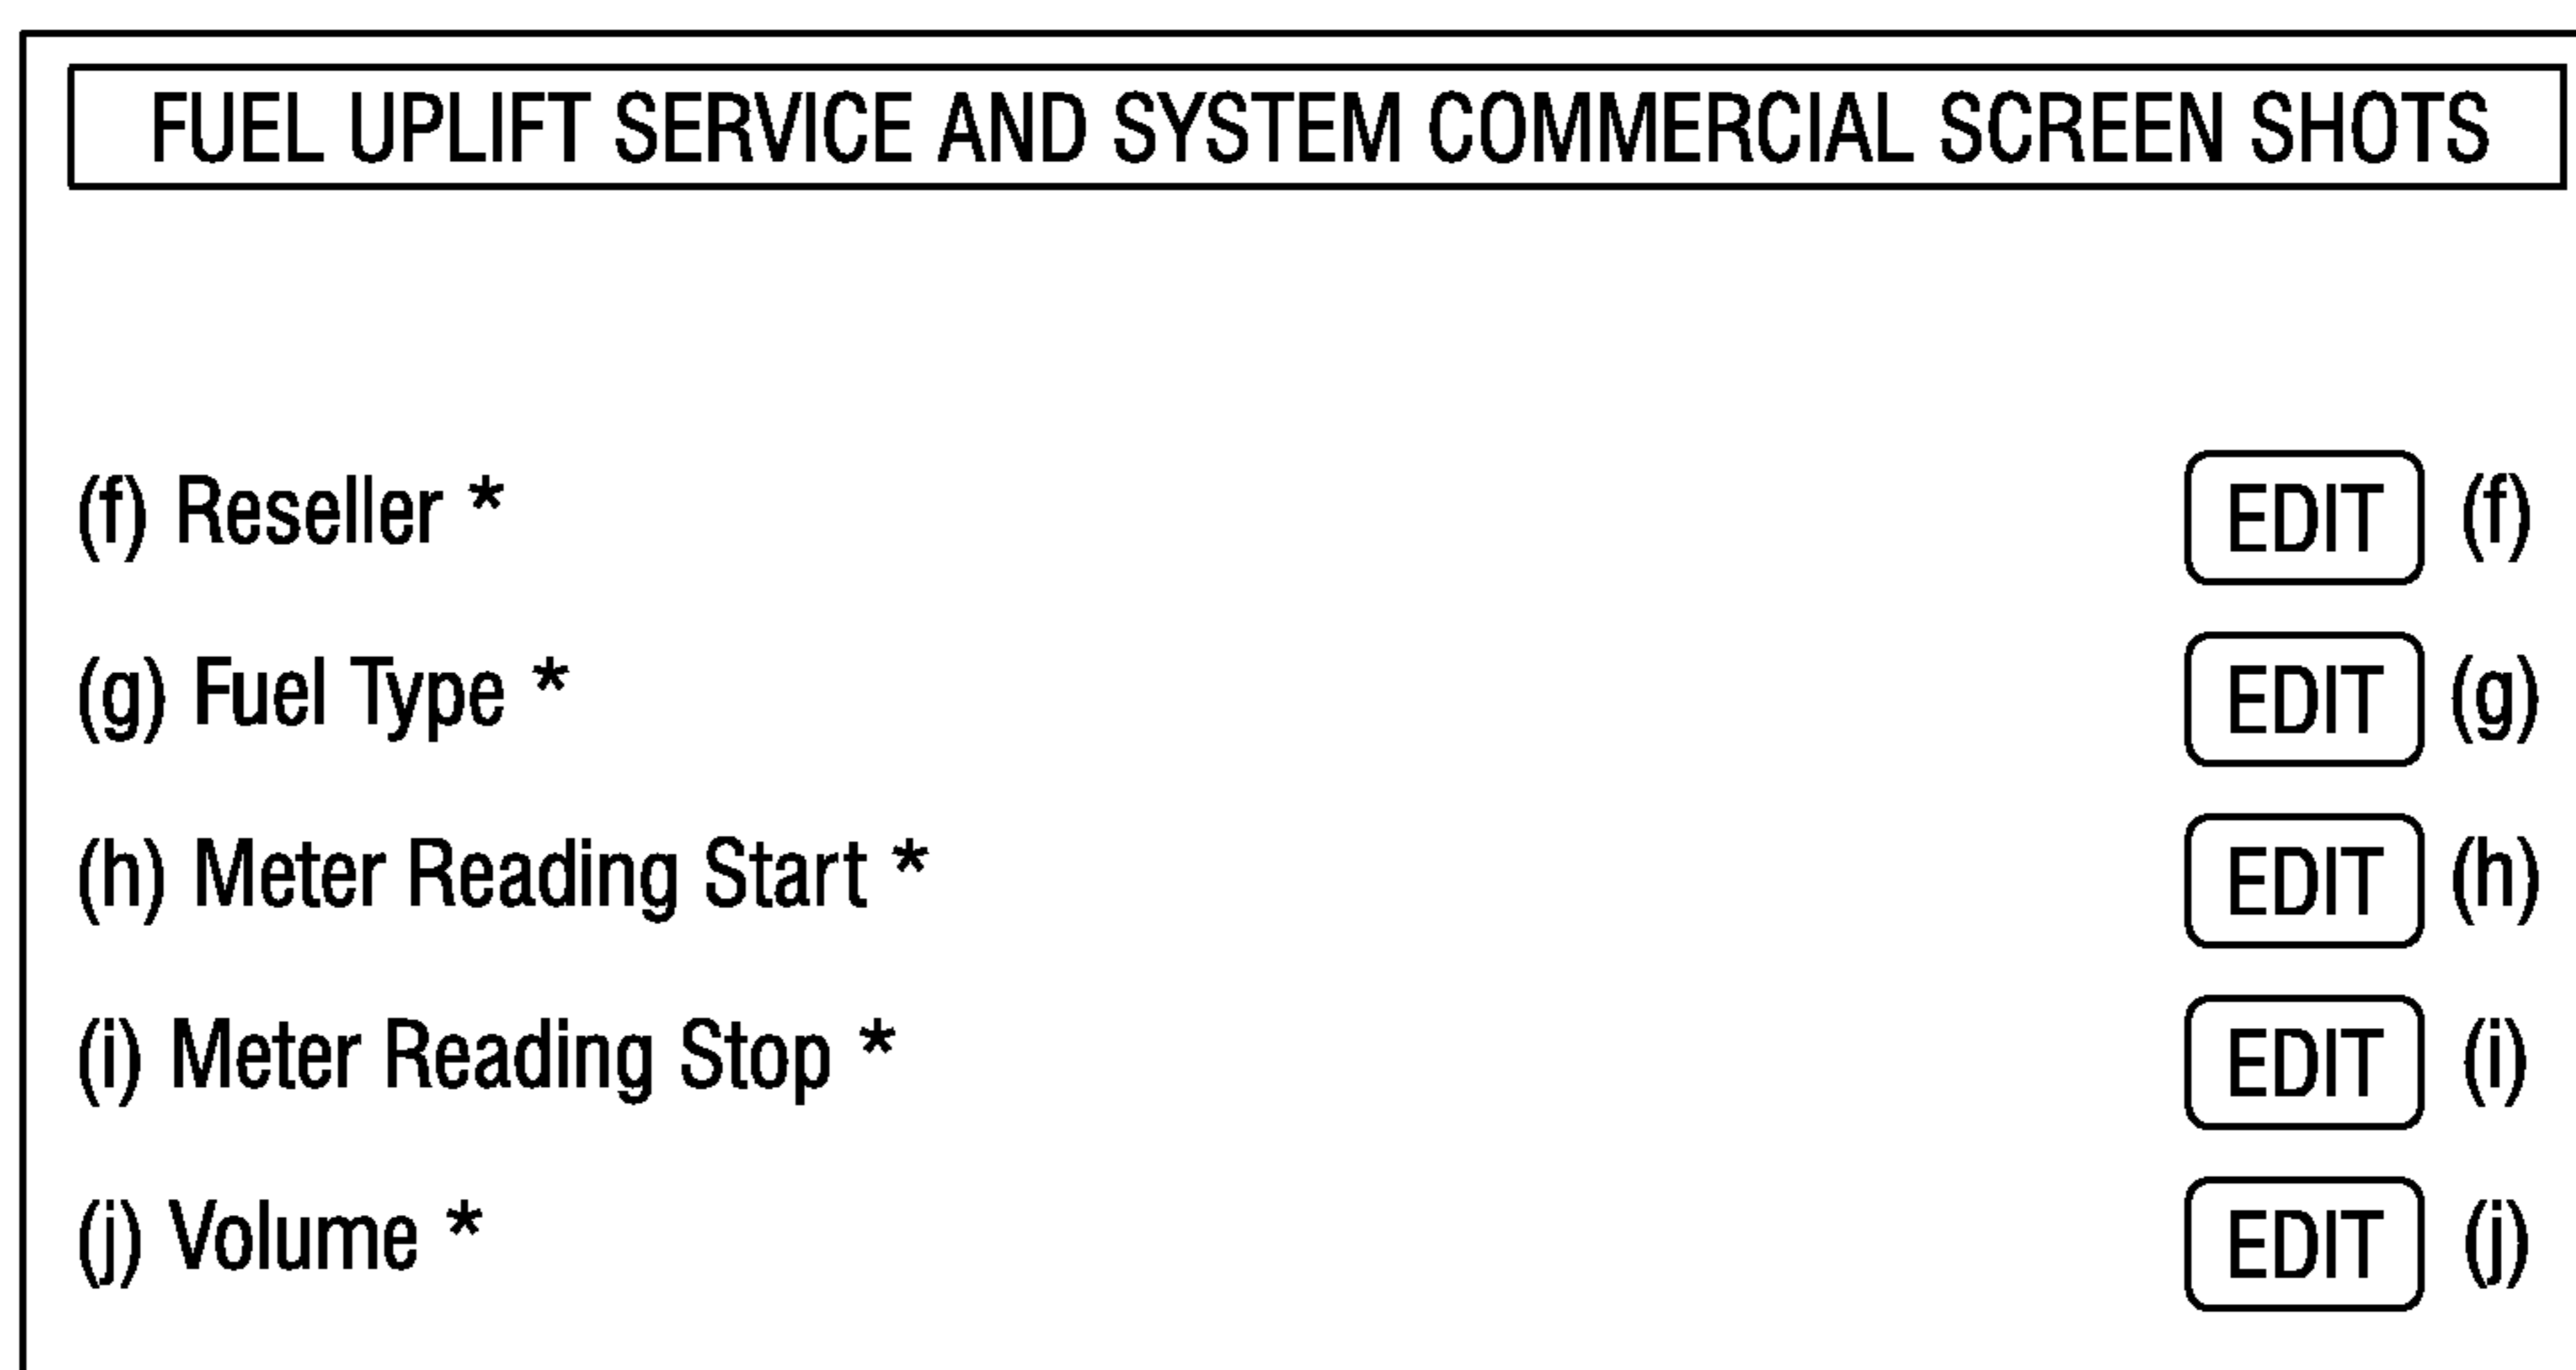 FUEL UPLIFT SERVICE AND SYSTEM COMMERCIAL SCREEN SHOTS
(f) Reseller * EDIT (f)
(g) Fuel Type * EDIT (g)
(h) Meter Reading Start * EDIT (h)
(i) Meter Reading Stop * EDIT (i)
(j) Volume * EDIT (j)